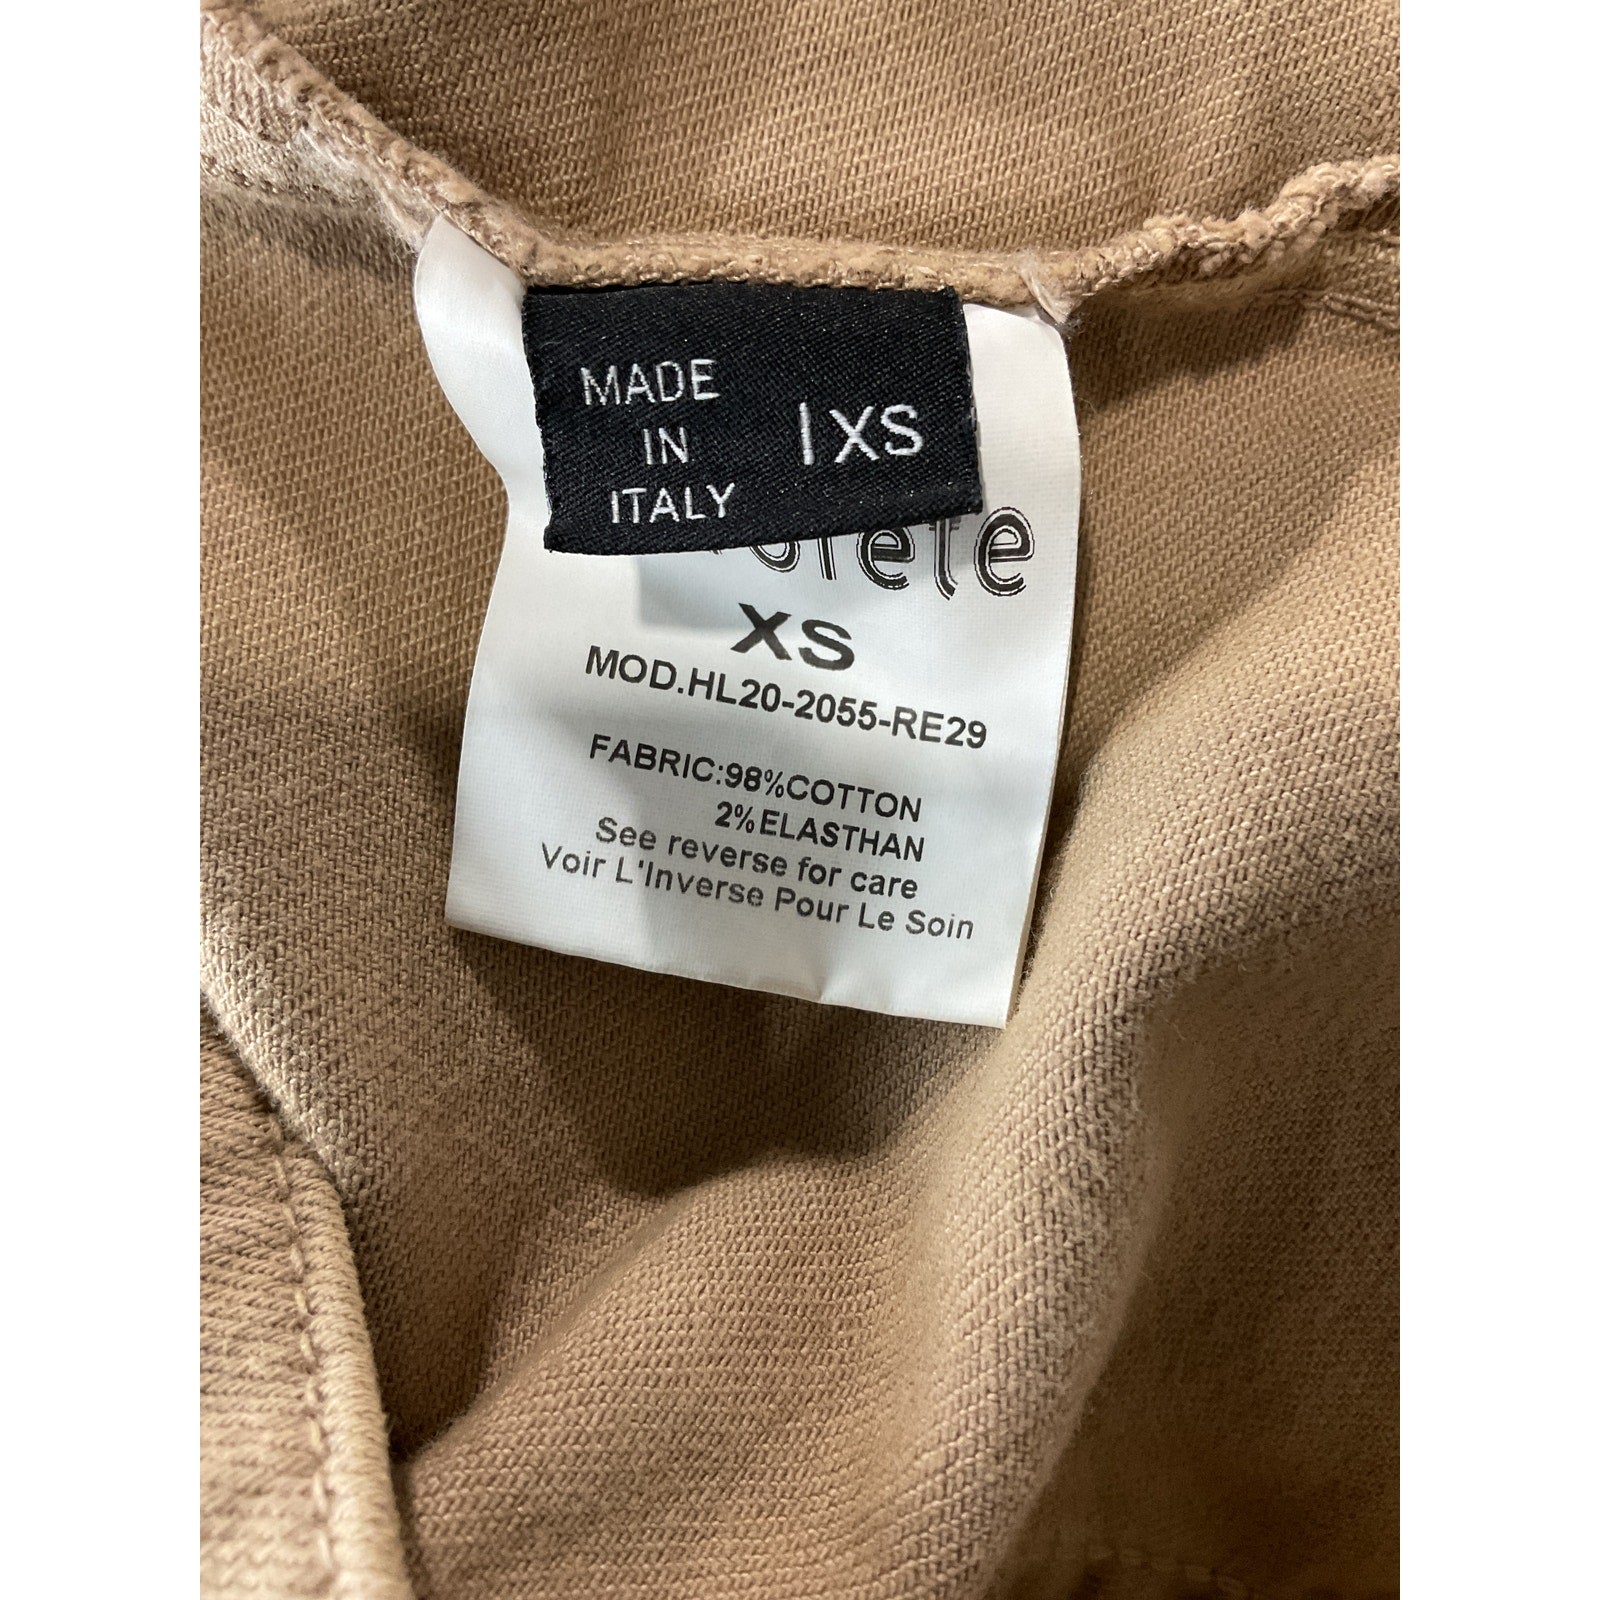 MADE
IN
ITALY
I XS
XS
MOD.HL20-2055-RE29
FABRIC:98%COTTON
2%ELASTHAN
See reverse for care
Voir L'Inverse Pour Le Soin